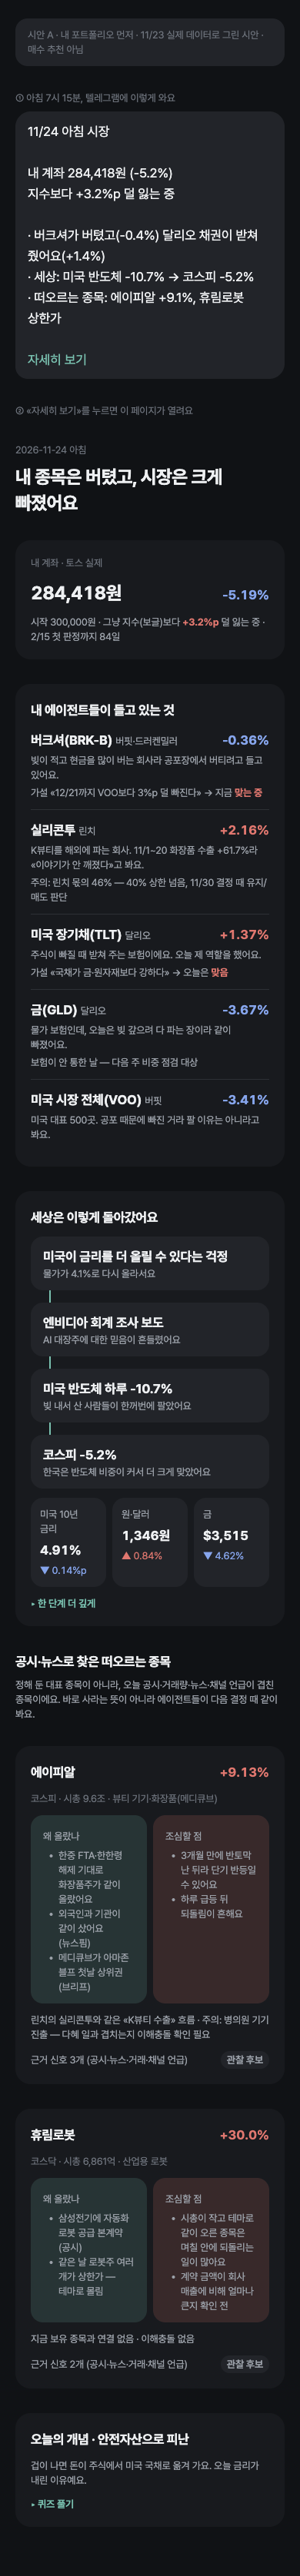 시안 A · 내 포트폴리오 먼저 · 11/23 실제 데이터로 그린 시안 ·
매수 추천 아님
① 아침 7시 15분, 텔레그램에 이렇게 와요
11/24 아침 시장
내 계좌 284,418원 (-5.2%)
지수보다 +3.2%p 덜 잃는 중
· 버크셔가 버텼고(-0.4%) 달리오 채권이 받쳐
줬어요(+1.4%)
· 세상: 미국 반도체 -10.7% → 코스피 -5.2%
· 떠오르는 종목: 에이피알 +9.1%, 휴림로봇
상한가
자세히 보기
② «자세히 보기»를 누르면 이 페이지가 열려요
2026-11-24 아침
내 종목은 버텼고, 시장은 크게
빠졌어요
내 계좌 · 토스 실제
284,418원 -5.19%
시작 300,000원 · 그냥 지수(보글)보다 +3.2%p 덜 잃는 중 ·
2/15 첫 판정까지 84일
내 에이전트들이 들고 있는 것
버크셔(BRK-B) 버핏·드러켄밀러 -0.36%
빚이 적고 현금을 많이 버는 회사라 공포장에서 버티려고 들고
있어요.
가설 «12/21까지 VOO보다 3%p 덜 빠진다» → 지금 맞는 중
실리콘투 린치 +2.16%
K뷰티를 해외에 파는 회사. 11/1~20 화장품 수출 +61.7%라
«이야기가 안 깨졌다»고 봐요.
주의: 린치 몫의 46% — 40% 상한 넘음, 11/30 결정 때 유지/
매도 판단
미국 장기채(TLT) 달리오 +1.37%
주식이 빠질 때 받쳐 주는 보험이에요. 오늘 제 역할을 했어요.
가설 «국채가 금·원자재보다 강하다» → 오늘은 맞음
금(GLD) 달리오 -3.67%
물가 보험인데, 오늘은 빚 갚으려 다 파는 장이라 같이
빠졌어요.
보험이 안 통한 날 — 다음 주 비중 점검 대상
미국 시장 전체(VOO) 버핏 -3.41%
미국 대표 500곳. 공포 때문에 빠진 거라 팔 이유는 아니라고
봐요.
세상은 이렇게 돌아갔어요
미국이 금리를 더 올릴 수 있다는 걱정
물가가 4.1%로 다시 올라서요
엔비디아 회계 조사 보도
AI 대장주에 대한 믿음이 흔들렸어요
미국 반도체 하루 -10.7%
빚 내서 산 사람들이 한꺼번에 팔았어요
코스피 -5.2%
한국은 반도체 비중이 커서 더 크게 맞았어요
미국 10년
금리
4.91%
▼ 0.14%p
원·달러
1,346원
▲ 0.84%
금
$3,515
▼ 4.62%
▸ 한 단계 더 깊게
공시·뉴스로 찾은 떠오르는 종목
정해 둔 대표 종목이 아니라, 오늘 공시·거래량·뉴스·채널 언급이 겹친
종목이에요. 바로 사라는 뜻이 아니라 에이전트들이 다음 결정 때 같이
봐요.
에이피알 +9.13%
코스피 · 시총 9.6조 · 뷰티 기기·화장품(메디큐브)
왜 올랐나
• 한중 FTA·한한령
해제 기대로
화장품주가 같이
올랐어요
• 외국인과 기관이
같이 샀어요
(뉴스핌)
• 메디큐브가 아마존
블프 첫날 상위권
(브리프)
조심할 점
• 3개월 만에 반토막
난 뒤라 단기 반등일
수 있어요
• 하루 급등 뒤
되돌림이 흔해요
린치의 실리콘투와 같은 «K뷰티 수출» 흐름 · 주의: 병의원 기기
진출 — 다혜 일과 겹치는지 이해충돌 확인 필요
근거 신호 3개 (공시·뉴스·거래·채널 언급) 관찰 후보
휴림로봇 +30.0%
코스닥 · 시총 6,861억 · 산업용 로봇
왜 올랐나
• 삼성전기에 자동화
로봇 공급 본계약
(공시)
• 같은 날 로봇주 여러
개가 상한가 —
테마로 몰림
조심할 점
• 시총이 작고 테마로
같이 오른 종목은
며칠 안에 되돌리는
일이 많아요
• 계약 금액이 회사
매출에 비해 얼마나
큰지 확인 전
지금 보유 종목과 연결 없음 · 이해충돌 없음
근거 신호 2개 (공시·뉴스·거래·채널 언급) 관찰 후보
오늘의 개념 · 안전자산으로 피난
겁이 나면 돈이 주식에서 미국 국채로 옮겨 가요. 오늘 금리가
내린 이유예요.
▸ 퀴즈 풀기